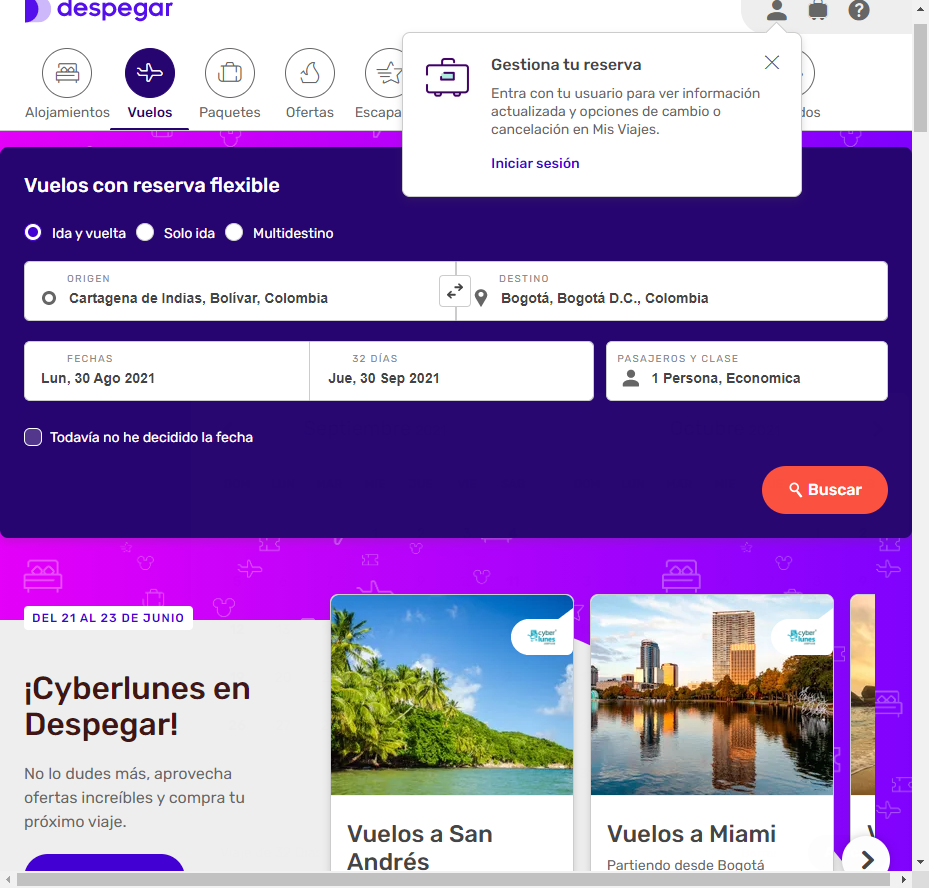 despegar
Alojamientos
Vuelos
Paquetes
Ofertas
Escapa
dos
Gestiona tu reserva
Entra con tu usuario para ver información
actualizada y opciones de cambio o
cancelación en Mis Viajes.
Iniciar sesión
Vuelos con reserva flexible
Ida y vuelta
Solo ida
Multidestino
ORIGEN
Cartagena de Indias, Bolívar, Colombia
DESTINO
Bogotá, Bogotá D.C., Colombia
FECHAS
Lun, 30 Ago 2021
32 DÍAS
Jue, 30 Sep 2021
PASAJEROS Y CLASE
1 Persona, Economica
Todavía no he decidido la fecha
Buscar
DEL 21 AL 23 DE JUNIO
¡Cyberlunes en
Despegar!
No lo dudes más, aprovecha
ofertas increíbles y compra tu
próximo viaje.
cyber
lunes
Vuelos a San
Andrés
cyber
lunes
Vuelos a Miami
Partiendo desde Bogotá